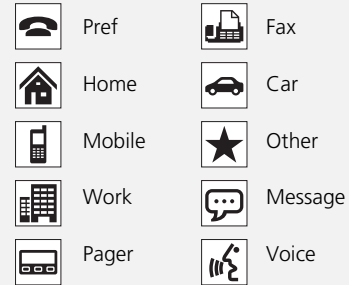 Pref
Home
Mobile
Work
Pager
Fax
Car
Other
Message
Voice